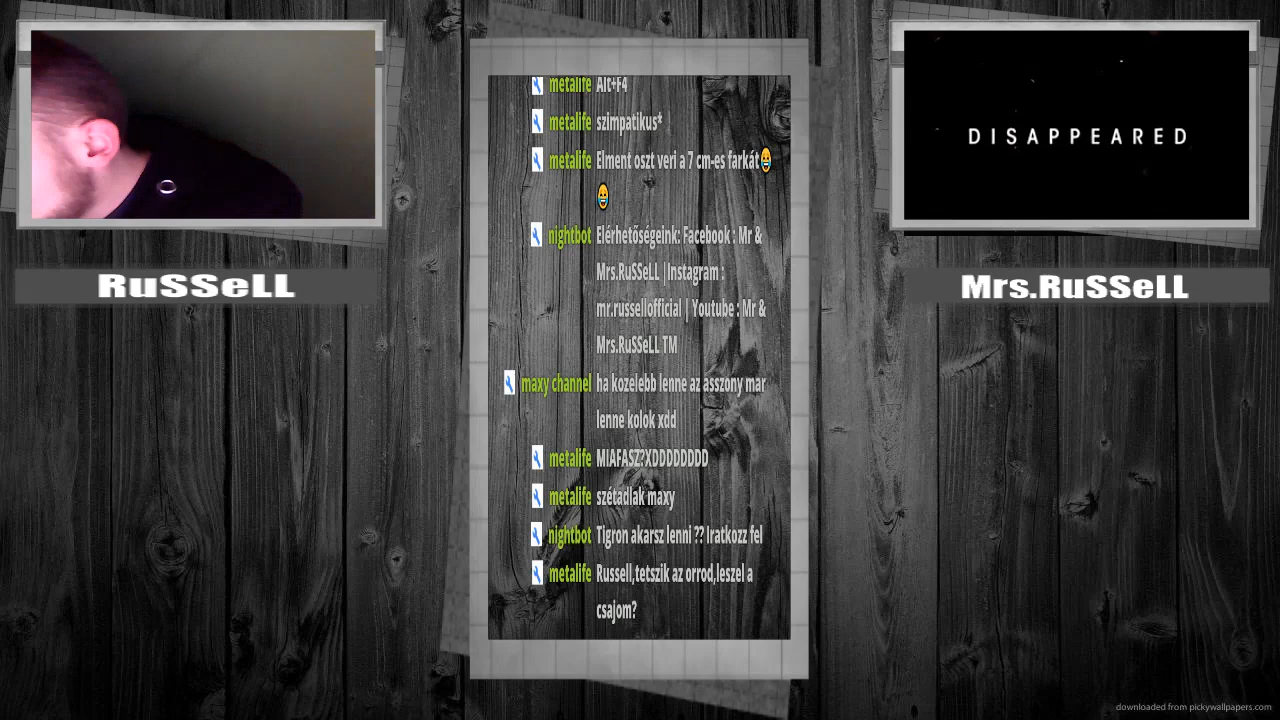 metalife Alt+F4
metalife szimpatikus*
metalife Elment oszt veri a 7 cm-es farkát😀
😀
nightbot Elérhetőségeink: Facebook : Mr &
Mrs.RuSSeLL |Instagram :
mr.russellofficial | Youtube : Mr &
Mrs.RuSSeLL TM
maxy channel ha kozelebb lenne az asszony mar
lenne kolok xdd
metalife MIAFASZ?XDDDDDDDD
metalife szétadlak maxy
nightbot Tigron akarsz lenni ?? Iratkozz fel
metalife Russell,tetszik az orrod,leszel a
csajom?
RuSSeLL
DISAPPEARED
Mrs.RuSSeLL
downloaded from pickywallpapers.com